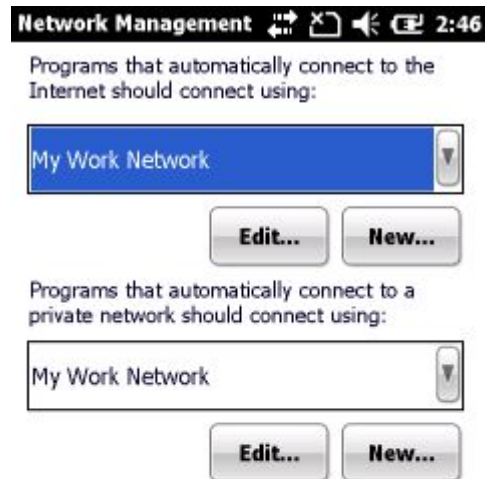 Network Management 2:46
Programs that automatically connect to the
Internet should connect using:
My Work Network
Edit... New...
Programs that automatically connect to a
private network should connect using:
My Work Network
Edit... New...